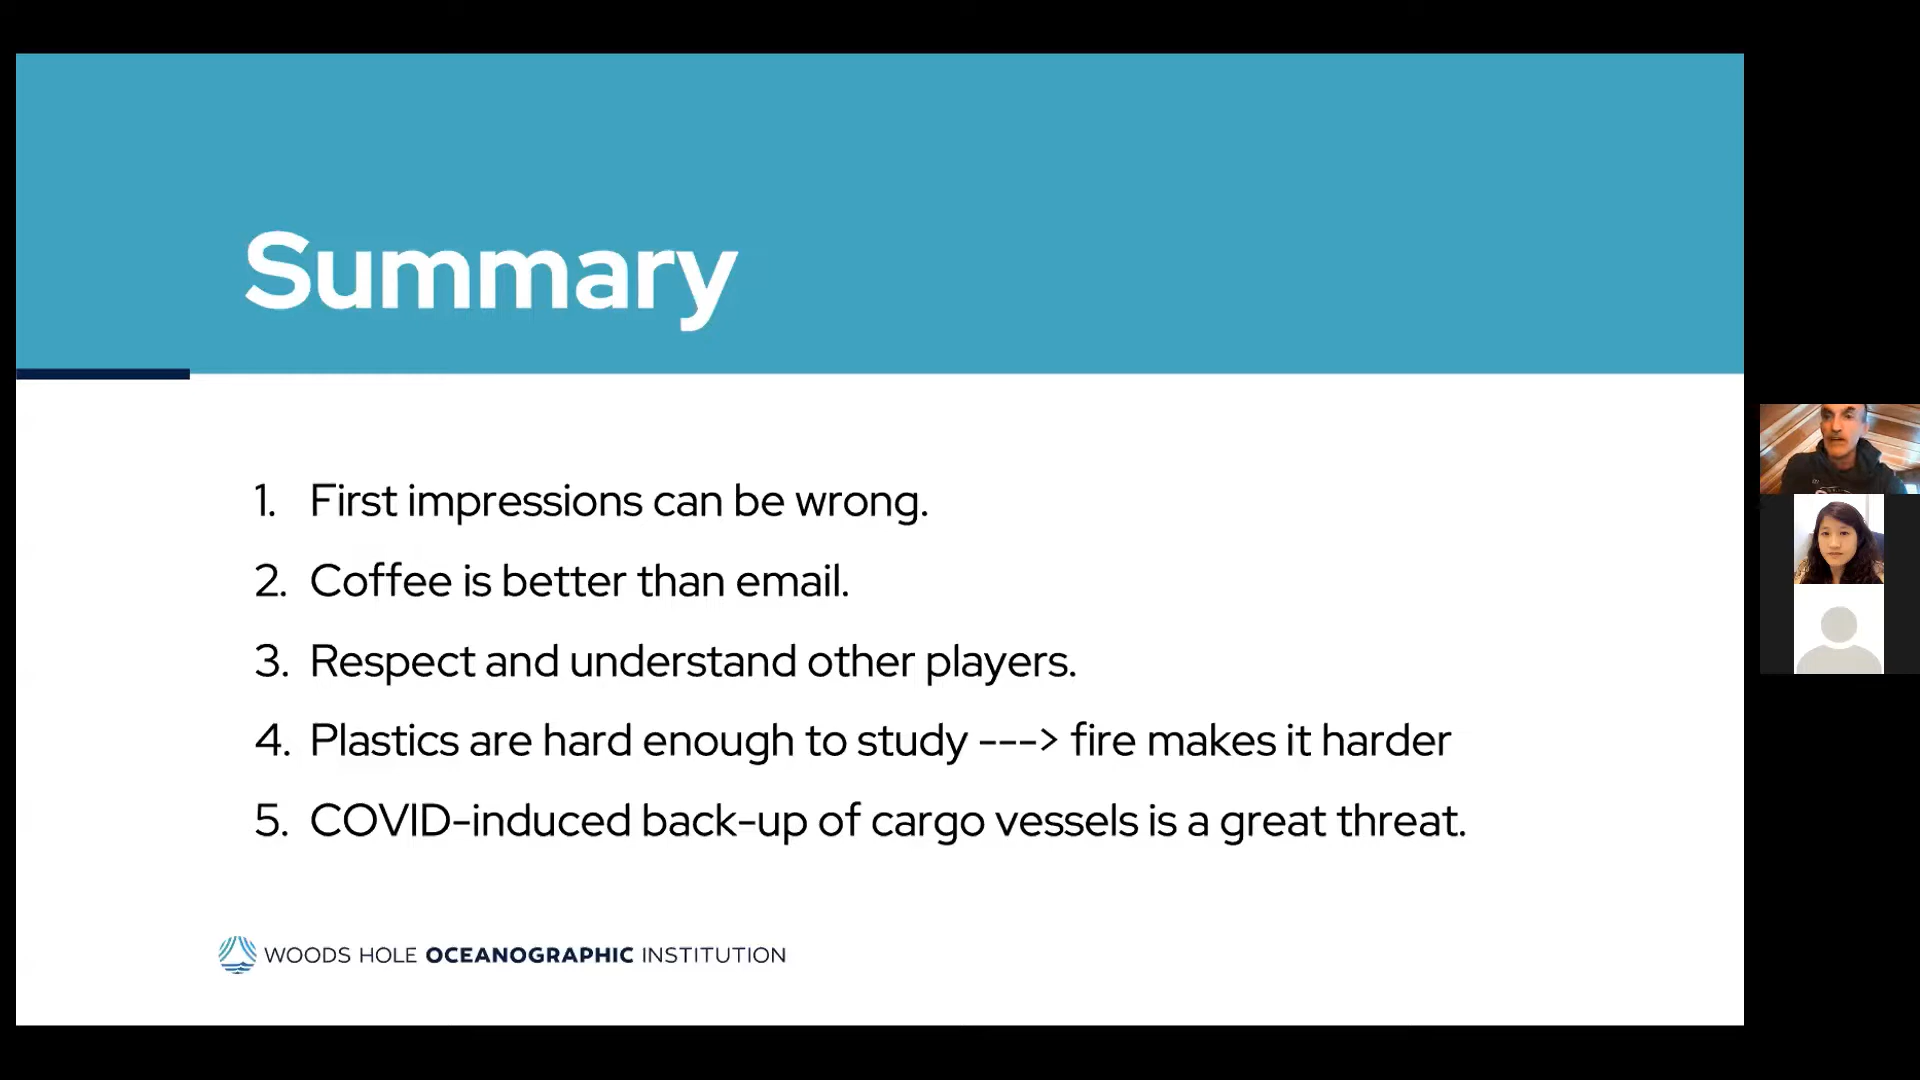 Summary
1. First impressions can be wrong.
2. Coffee is better than email.
3. Respect and understand other players.
4. Plastics are hard enough to study ---> fire makes it harder
5. COVID-induced back-up of cargo vessels is a great threat.
WOODS HOLE OCEANOGRAPHIC INSTITUTION